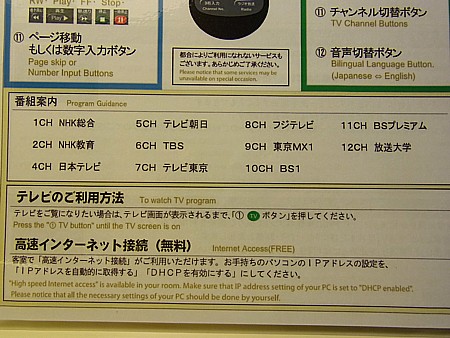 RW・Play・FF・Stop・
再生
Play
停止
⑪ ページ移動
もしくは数字入力ボタン
Page skip or
Number Input Buttons
Channel No.
Radio
都合によりご利用になれないサービスも
ございます。あらかじめご了承ください。
Please notice that some services may be
unavailable on special occasion.
⑪ チャンネル切替ボタン
TV Channel Buttons
⑫ 音声切替ボタン
Bilingual Language Button.
(Japanese ⇔ English)
番組案内 Program Guidance
1CH NHK総合 5CH テレビ朝日 8CH フジテレビ 11CH BSプレミアム
2CH NHK教育 6CH TBS 9CH 東京MX1 12CH 放送大学
4CH 日本テレビ 7CH テレビ東京 10CH BS1
テレビのご利用方法 To watch TV program
テレビをご覧になりたい場合は、テレビ画面が表示されるまで、「① TV ボタン」を押してください。
Press the "① TV button" until the TV screen is on
高速インターネット接続（無料） Internet Access(FREE)
客室で「高速インターネット接続」がご利用いただけます。お手持ちのパソコンのＩＰアドレスの設定を、
「ＩＰアドレスを自動的に取得する」「ＤＨＣＰを有効にする」にしてください。
"High speed Internet access" is available in your room. Make sure that IP address setting of your PC is set to "DHCP enabled".
Please notice that all the necessary settings of your PC should be done by yourself.